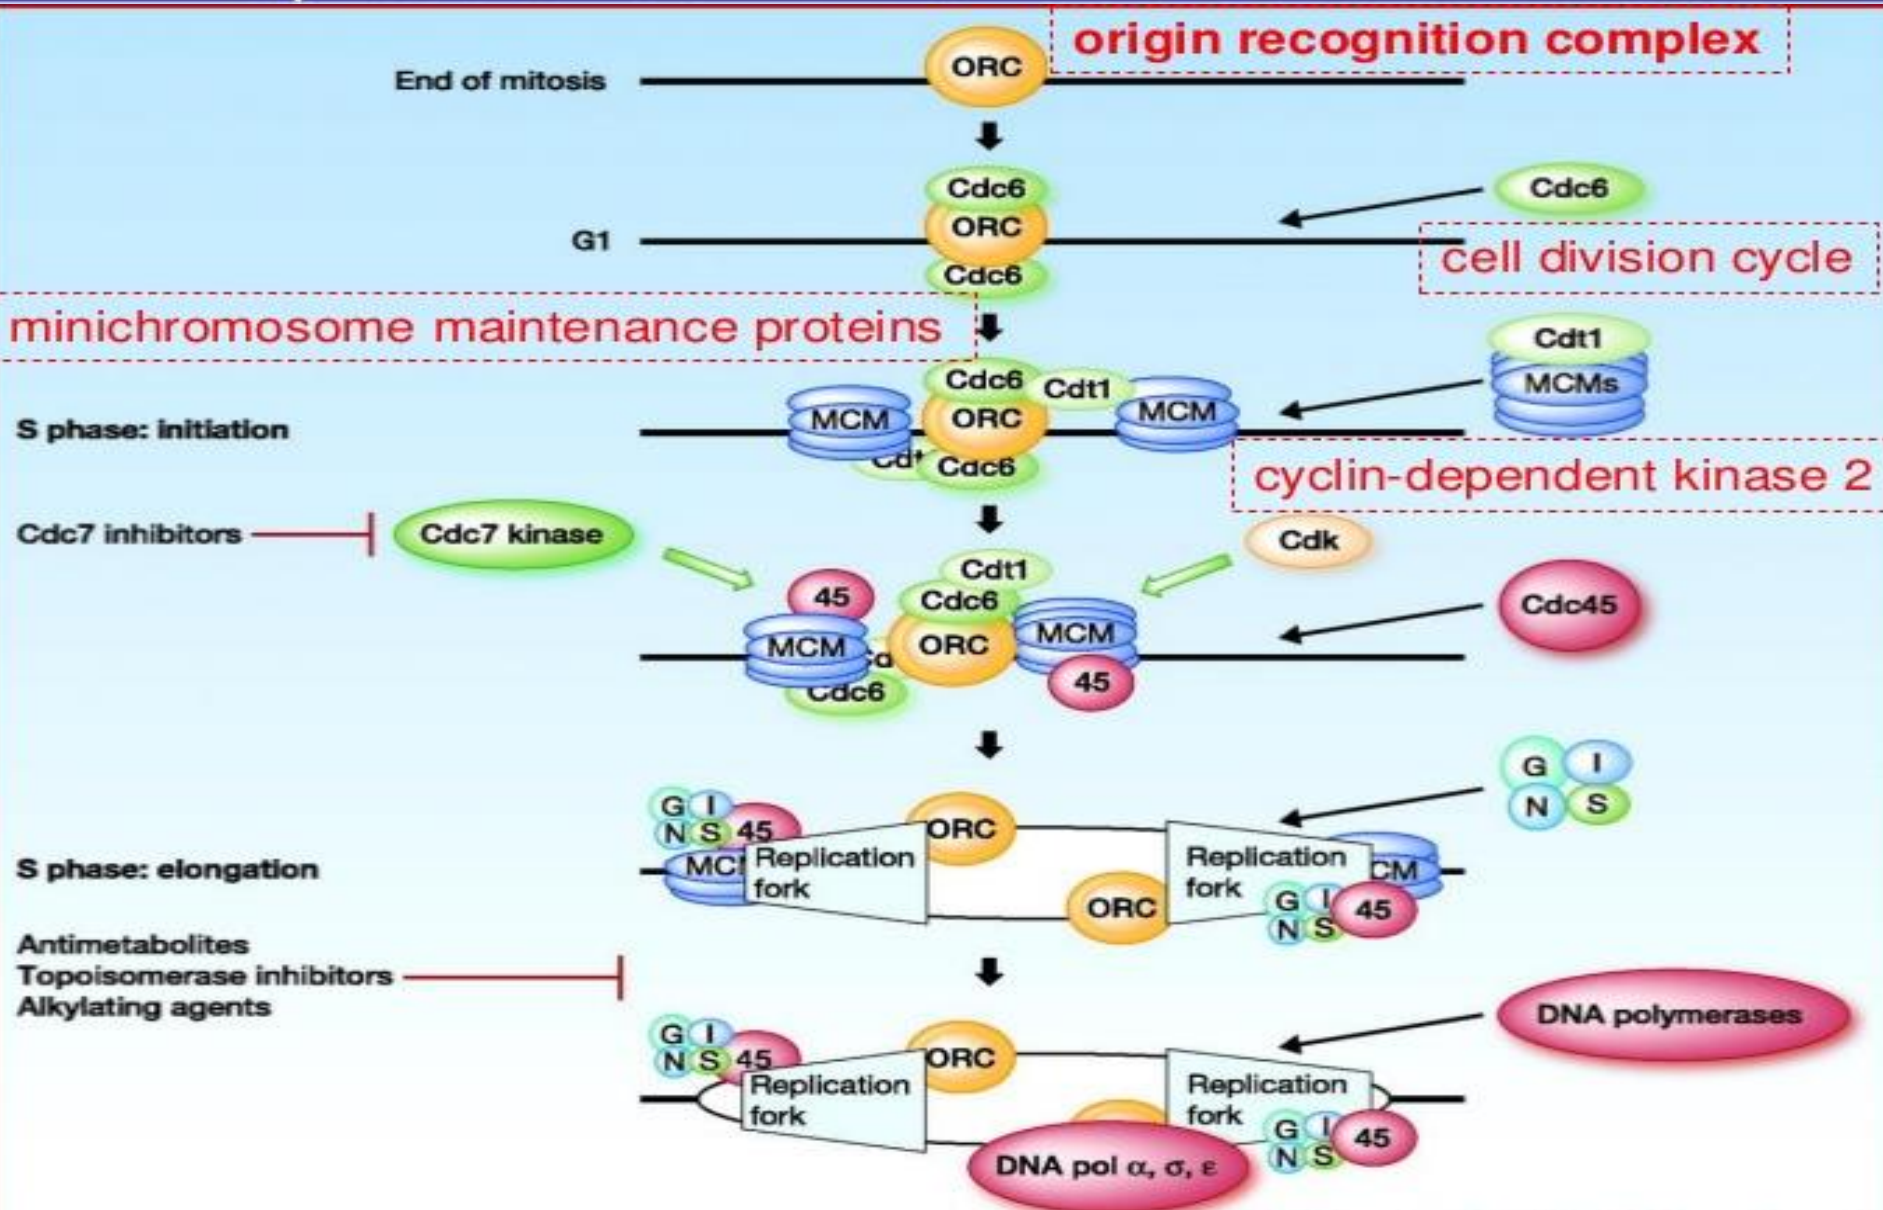 origin recognition complex
ORC
End of mitosis
Cdc6
Cdc6
ORC
G1
cell division cycle
Cdc6
minichromosome maintenance proteins
Cdt1
Cdc6
Cdt1
MCMs
MCM
ORC
MCM
S phase: initiation
Cdc6
cyclin-dependent kinase 2
Cdc7 inhibitors
Cdc7 kinase
Cdk
Cdt1
45
Cdc6
Cdc45
MCM
ORC
MCM
Cdc6
45
G I
N S
G I
N S 45
ORC
S phase: elongation
Replication
fork
Replication
fork
CM
ORC
G I
N S
45
Antimetabolites
Topoisomerase inhibitors
Alkylating agents
DNA polymerases
G I
N S 45
ORC
Replication
fork
Replication
fork
G I
N S
45
DNA pol α, σ, ε